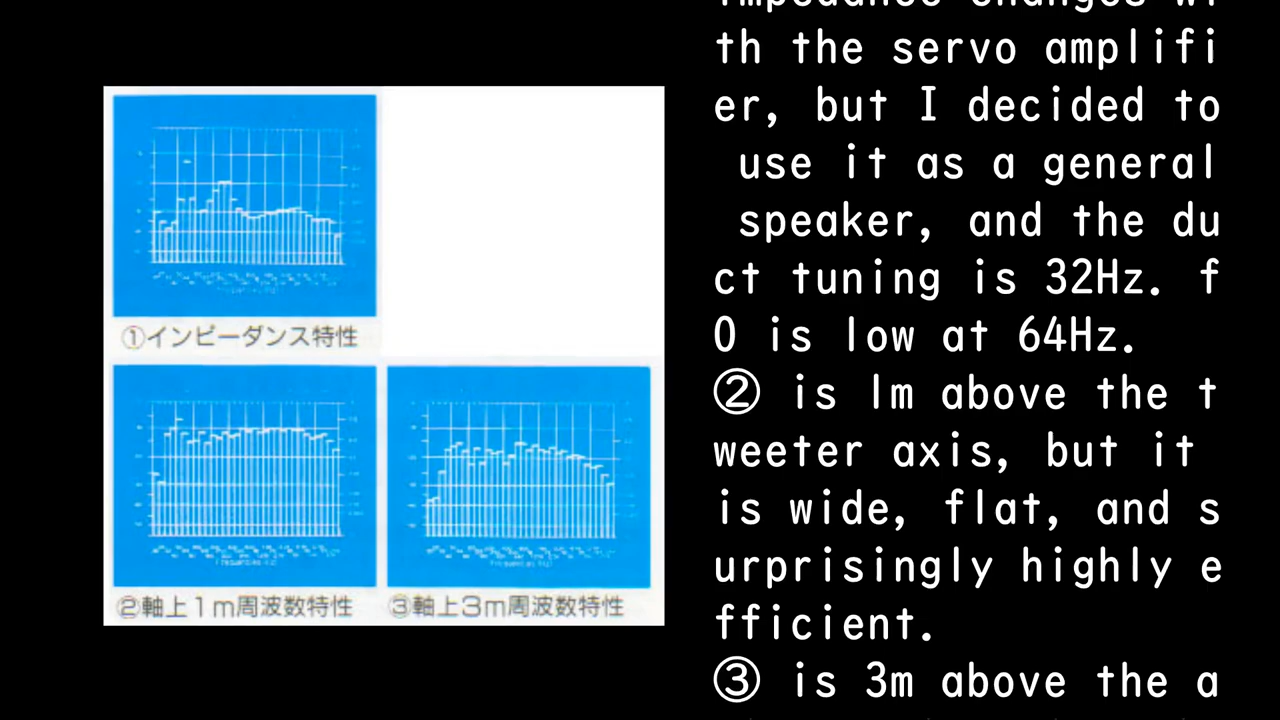 ①インピーダンス特性
②軸上1m周波数特性
③軸上3m周波数特性
impedance changes wi
th the servo amplifi
er, but I decided to
use it as a general
speaker, and the du
ct tuning is 32Hz. f
0 is low at 64Hz.
② is 1m above the t
weeter axis, but it
is wide, flat, and s
urprisingly highly e
fficient.
③ is 3m above the a